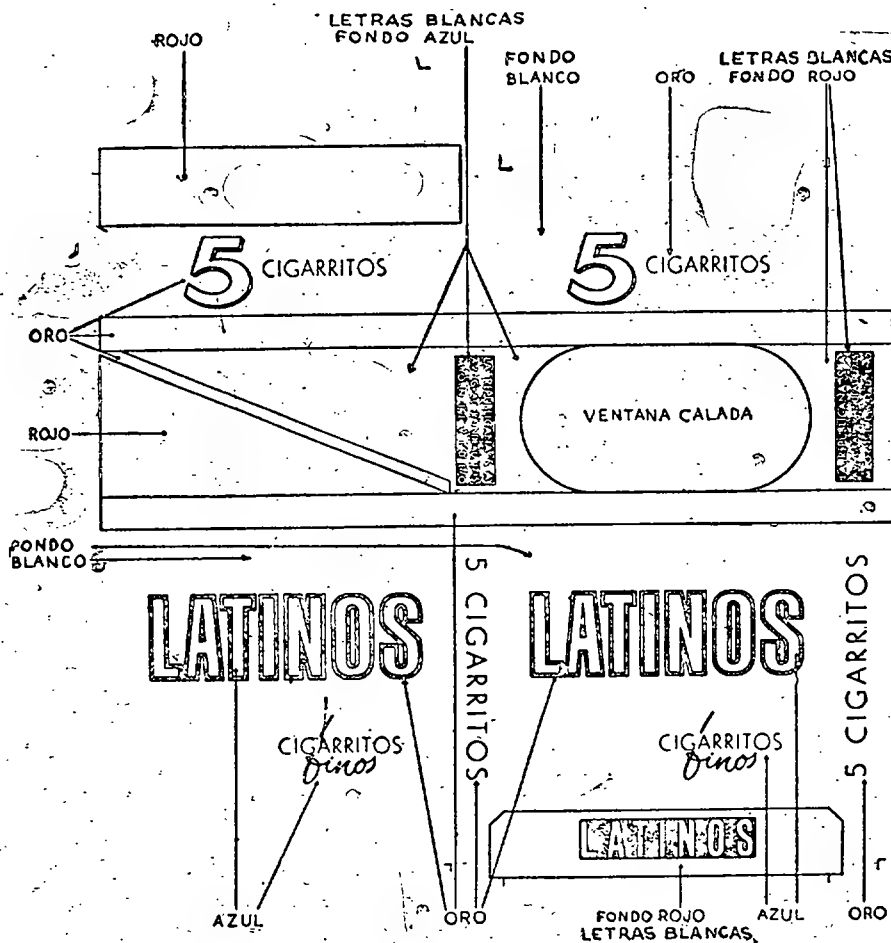 ROJO
LETRAS BLANCAS
FONDO AZUL
FONDO
BLANCO
ORO
LETRAS BLANCAS
FONDO ROJO
5 CIGARRITOS
5 CIGARRITOS
ORO
ROJO
VENTANA CALADA
FONDO
BLANCO
LATINOS
5 CIGARRITOS
LATINOS
5 CIGARRITOS
CIGARRITOS
finos
CIGARRITOS
finos
LATINOS
AZUL
ORO
FONDO ROJO
LETRAS BLANCAS
AZUL
ORO